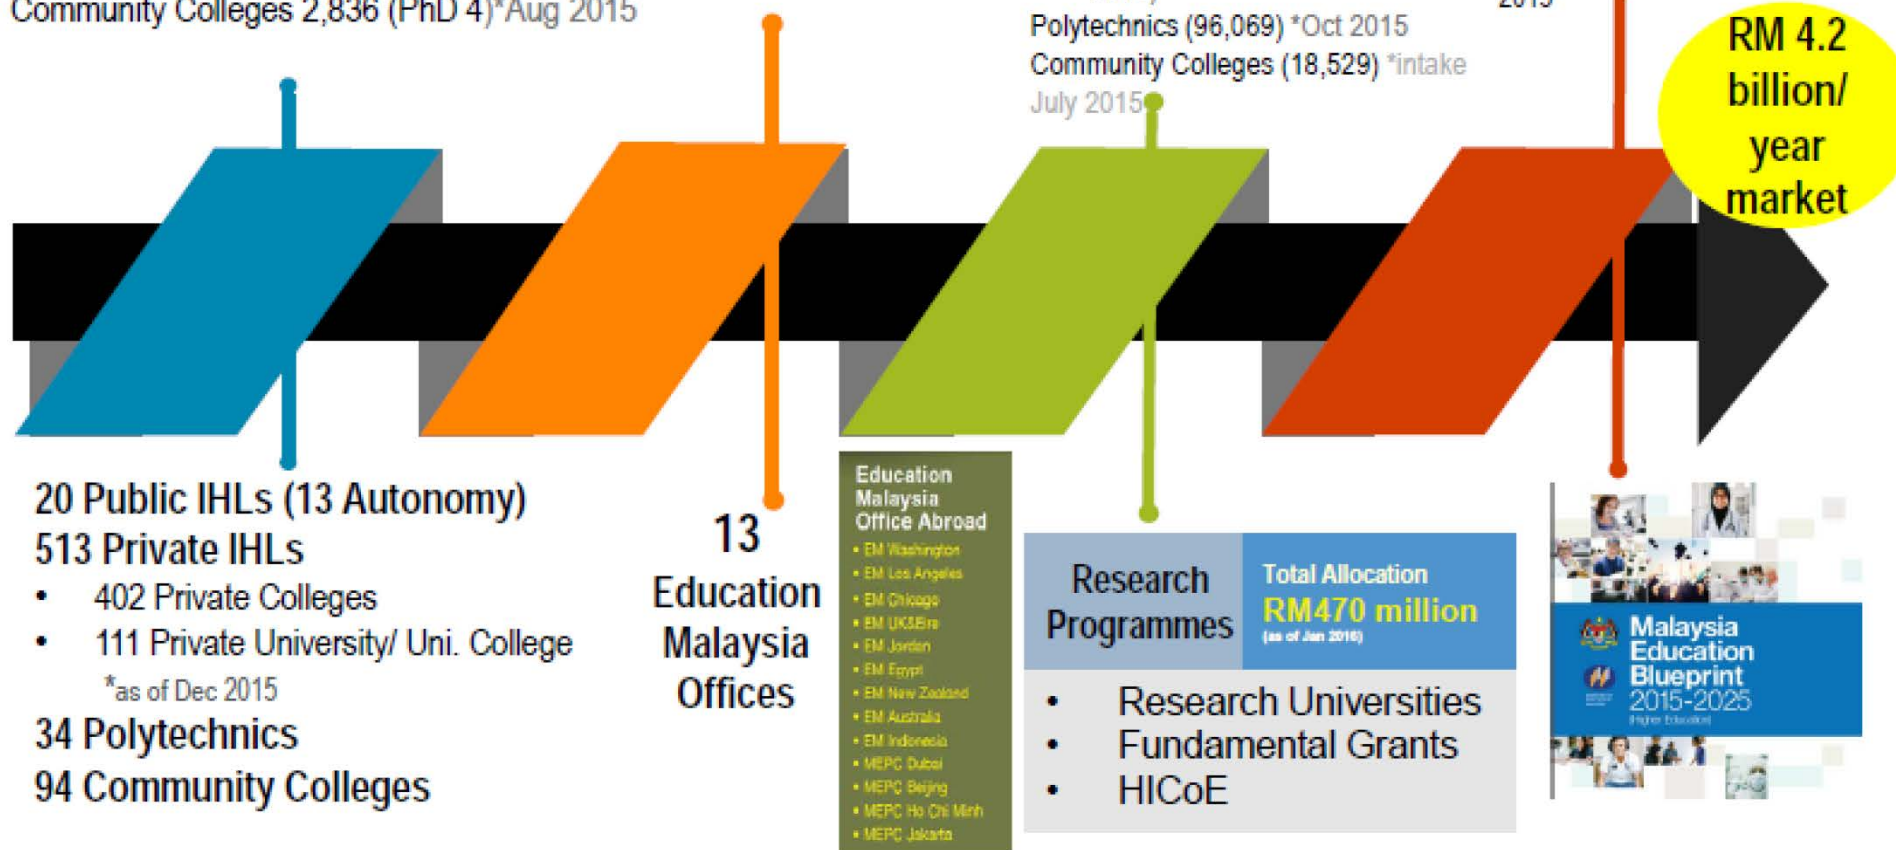 Community Colleges 2,836 (PhD 4)*Aug 2015
2015
Polytechnics (96,069) *Oct 2015
Community Colleges (18,529) *intake
July 2015
RM 4.2
billion/
year
market
20 Public IHLs (13 Autonomy)
513 Private IHLs
• 402 Private Colleges
• 111 Private University/ Uni. College
*as of Dec 2015
34 Polytechnics
94 Community Colleges
13
Education
Malaysia
Offices
Education
Malaysia
Office Abroad
• EM Washington
• EM Los Angeles
• EM Chicago
• EM UK&Eire
• EM Jordan
• EM Egypt
• EM New Zealand
• EM Australia
• EM Indonesia
• MEPC Dubai
• MEPC Beijing
• MEPC Ho Chi Minh
• MEPC Jakarta
Research
Programmes
Total Allocation
RM470 million
(as of Jan 2016)
• Research Universities
• Fundamental Grants
• HICoE
Malaysia
Education
Blueprint
2015-2025
(Higher Education)